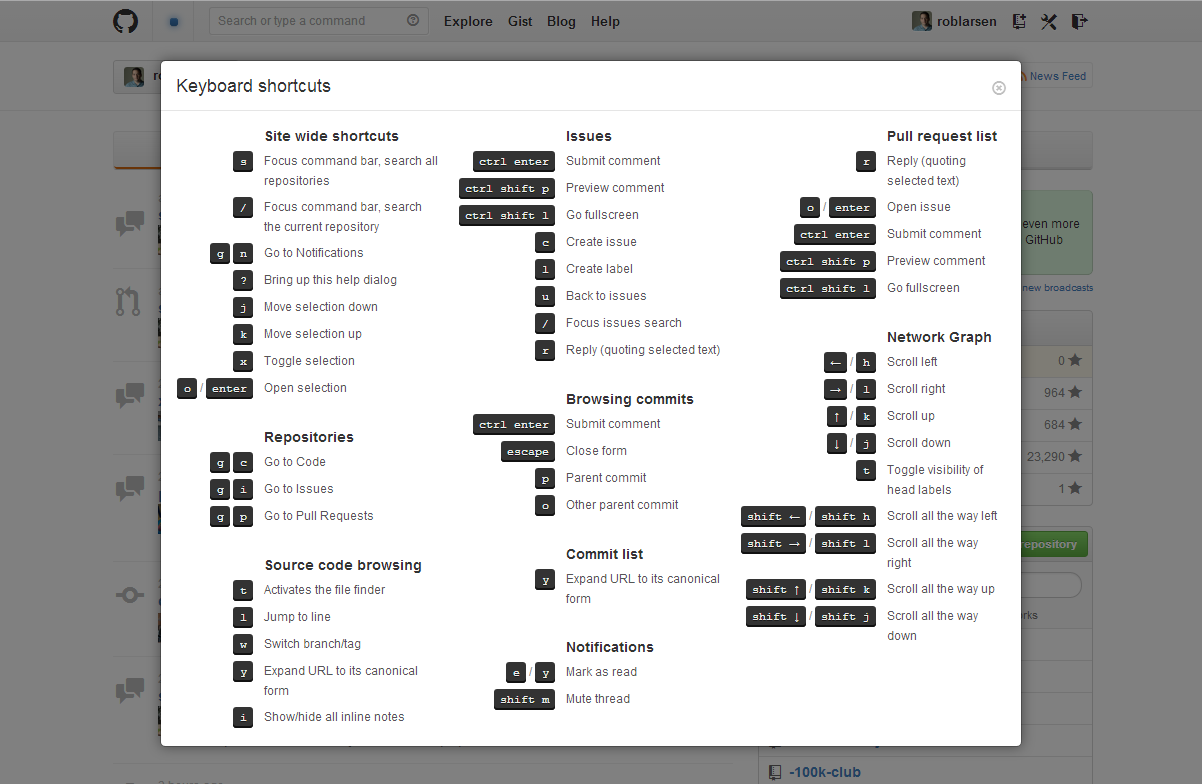 Search or type a command
Explore Gist Blog Help
roblarsen
News Feed
Keyboard shortcuts
Site wide shortcuts
s Focus command bar, search all
repositories
/ Focus command bar, search
the current repository
g n Go to Notifications
? Bring up this help dialog
j Move selection down
k Move selection up
x Toggle selection
o / enter Open selection
Repositories
g c Go to Code
g i Go to Issues
g p Go to Pull Requests
Source code browsing
t Activates the file finder
l Jump to line
w Switch branch/tag
y Expand URL to its canonical
form
i Show/hide all inline notes
Issues
ctrl enter Submit comment
ctrl shift p Preview comment
ctrl shift l Go fullscreen
c Create issue
l Create label
u Back to issues
/ Focus issues search
r Reply (quoting selected text)
Browsing commits
ctrl enter Submit comment
escape Close form
p Parent commit
o Other parent commit
Commit list
y Expand URL to its canonical
form
Notifications
e / y Mark as read
shift m Mute thread
Pull request list
r Reply (quoting
selected text)
o / enter Open issue
ctrl enter Submit comment
ctrl shift p Preview comment
ctrl shift l Go fullscreen
Network Graph
← / h Scroll left
→ / l Scroll right
↑ / k Scroll up
↓ / j Scroll down
t Toggle visibility of
head labels
shift ← / shift h Scroll all the way left
shift → / shift l Scroll all the way
right
shift ↑ / shift k Scroll all the way up
shift ↓ / shift j Scroll all the way
down
even more
GitHub
new broadcasts
0
964
684
23,290
1
repository
-100k-club